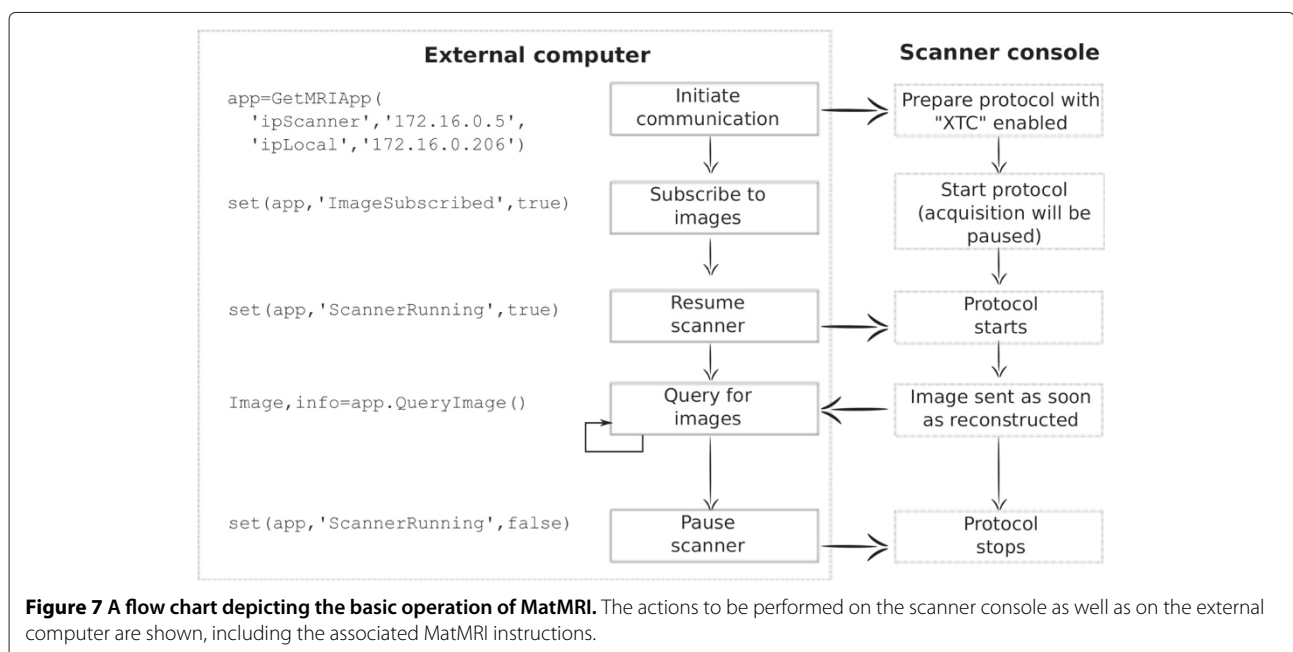 External computer
Scanner console
app=GetMRIApp(
'ipScanner','172.16.0.5',
'ipLocal','172.16.0.206')
Initiate
communication
Prepare protocol with
"XTC" enabled
set(app,'ImageSubscribed',true)
Subscribe to
images
Start protocol
(acquisition will be
paused)
set(app,'ScannerRunning',true)
Resume
scanner
Protocol
starts
Image,info=app.QueryImage()
Query for
images
Image sent as soon
as reconstructed
set(app,'ScannerRunning',false)
Pause
scanner
Protocol
stops
Figure 7 A flow chart depicting the basic operation of MatMRI. The actions to be performed on the scanner console as well as on the external
computer are shown, including the associated MatMRI instructions.